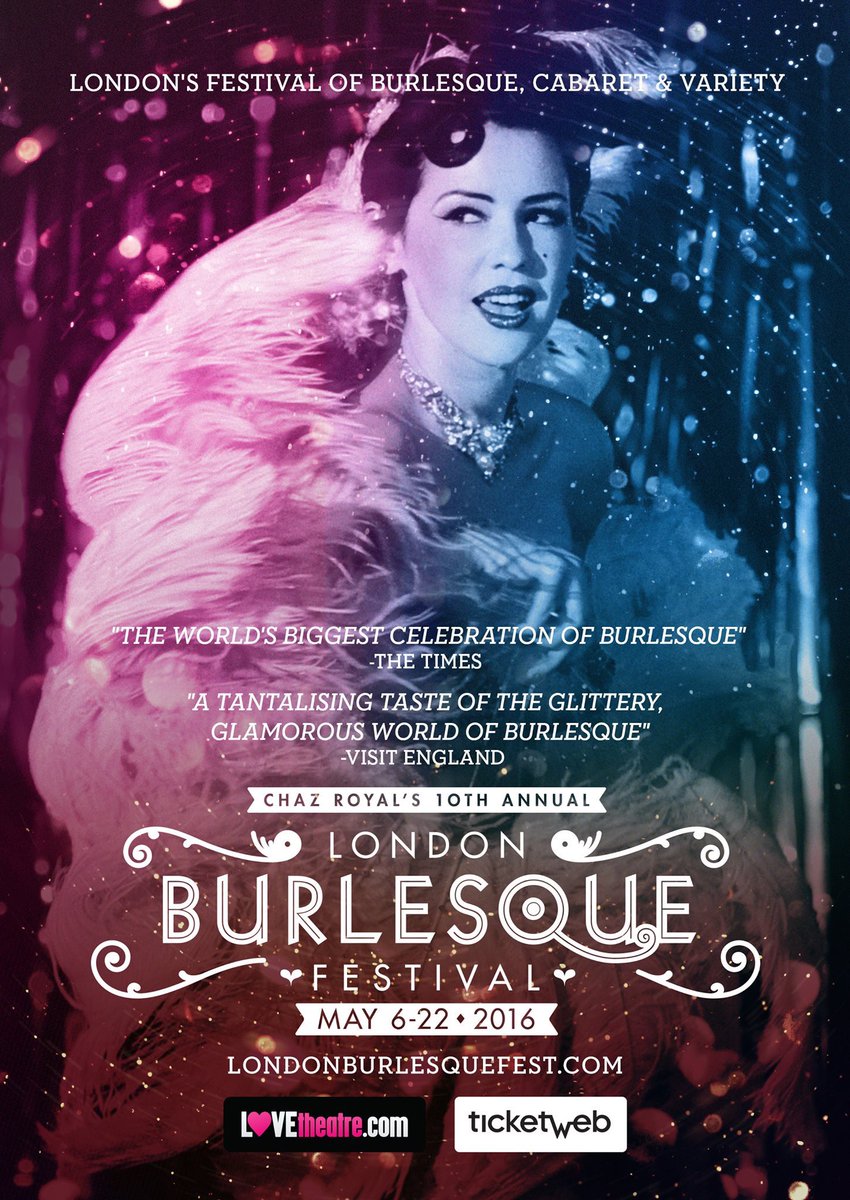 LONDON'S FESTIVAL OF BURLESQUE, CABARET & VARIETY
"THE WORLD'S BIGGEST CELEBRATION OF BURLESQUE"
-THE TIMES
"A TANTALISING TASTE OF THE GLITTERY,
GLAMOROUS WORLD OF BURLESQUE"
-VISIT ENGLAND
CHAZ ROYAL'S 10TH ANNUAL
LONDON
BURLESQUE
FESTIVAL
MAY 6-22 ♦ 2016
LONDONBURLESQUEFEST.COM
L♥VEtheatre.com
ticketweb